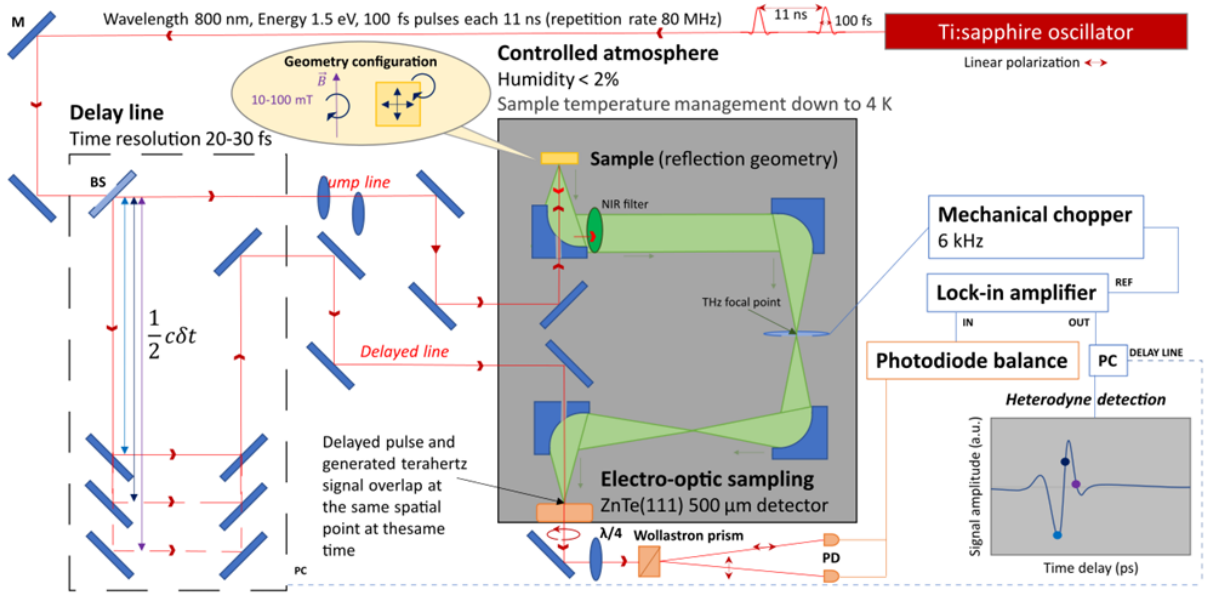 M
Wavelength 800 nm, Energy 1.5 eV, 100 fs pulses each 11 ns (repetition rate 80 MHz)
11 ns
100 fs
Ti:sapphire oscillator
Linear polarization
Geometry configuration
B
10-100 mT
Controlled atmosphere
Humidity < 2%
Sample temperature management down to 4 K
Delay line
Time resolution 20-30 fs
BS
ump line
Sample (reflection geometry)
NIR filter
Mechanical chopper
6 kHz
Lock-in amplifier
REF
IN
OUT
THz focal point
1/2 cδt
Delayed line
Photodiode balance
PC
DELAY LINE
Heterodyne detection
Signal amplitude (a.u.)
Time delay (ps)
Delayed pulse and
generated terahertz
signal overlap at
the same spatial
point at thesame
time
Electro-optic sampling
ZnTe(111) 500 µm detector
λ/4
Wollastron prism
PD
PC